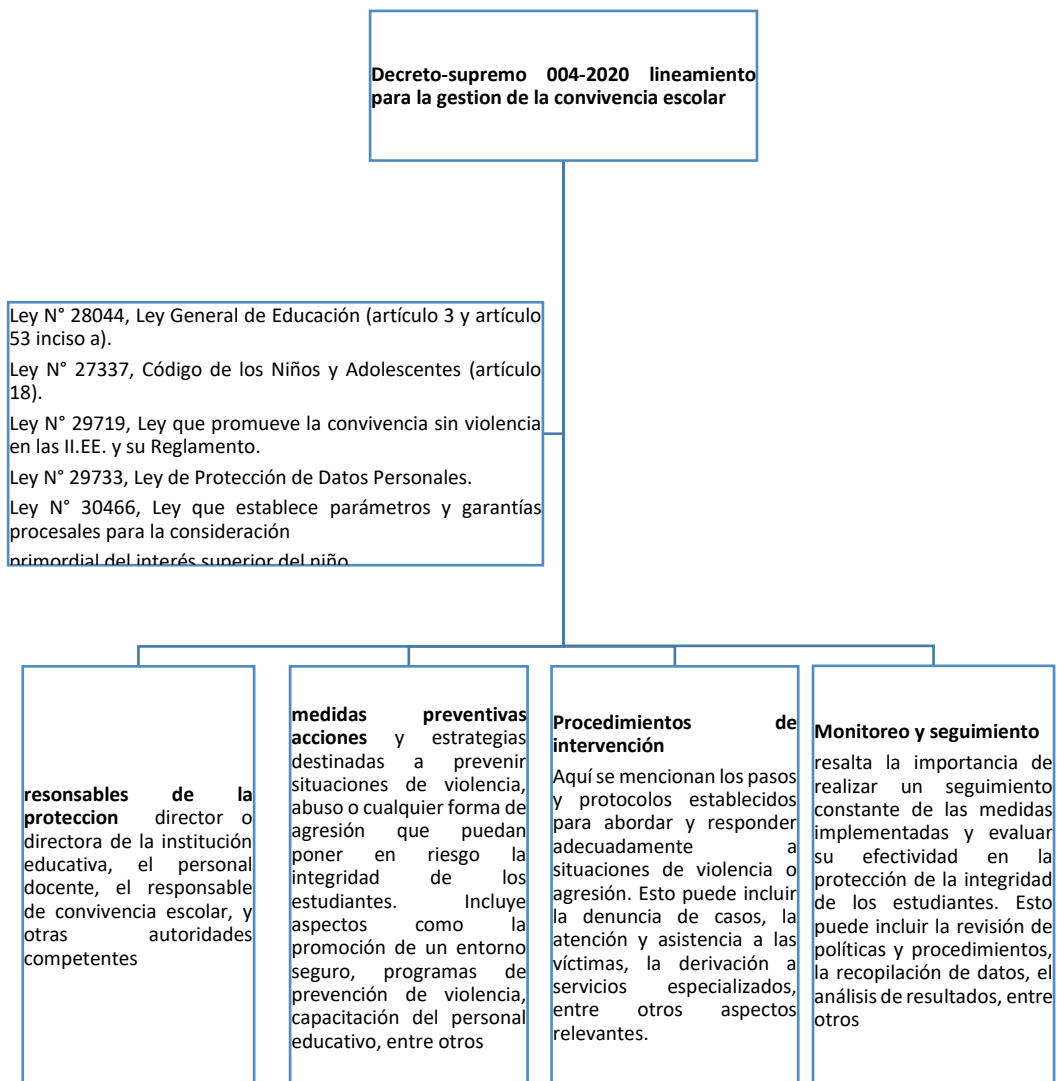 Decreto-supremo 004-2020 lineamiento
para la gestion de la convivencia escolar
Ley N° 28044, Ley General de Educación (artículo 3 y artículo
53 inciso a).
Ley N° 27337, Código de los Niños y Adolescentes (artículo
18).
Ley N° 29719, Ley que promueve la convivencia sin violencia
en las II.EE. y su Reglamento.
Ley N° 29733, Ley de Protección de Datos Personales.
Ley N° 30466, Ley que establece parámetros y garantías
procesales para la consideración
primordial del interés superior del niño
resonsables de la
proteccion director o
directora de la institución
educativa, el personal
docente, el responsable
de convivencia escolar, y
otras autoridades
competentes
medidas preventivas
acciones y estrategias
destinadas a prevenir
situaciones de violencia,
abuso o cualquier forma de
agresión que puedan
poner en riesgo la
integridad de los
estudiantes. Incluye
aspectos como la
promoción de un entorno
seguro, programas de
prevención de violencia,
capacitación del personal
educativo, entre otros
Procedimientos de
intervención
Aquí se mencionan los pasos
y protocolos establecidos
para abordar y responder
adecuadamente a
situaciones de violencia o
agresión. Esto puede incluir
la denuncia de casos, la
atención y asistencia a las
víctimas, la derivación a
servicios especializados,
entre otros aspectos
relevantes.
Monitoreo y seguimiento
resalta la importancia de
realizar un seguimiento
constante de las medidas
implementadas y evaluar
su efectividad en la
protección de la integridad
de los estudiantes. Esto
puede incluir la revisión de
políticas y procedimientos,
la recopilación de datos, el
análisis de resultados, entre
otros